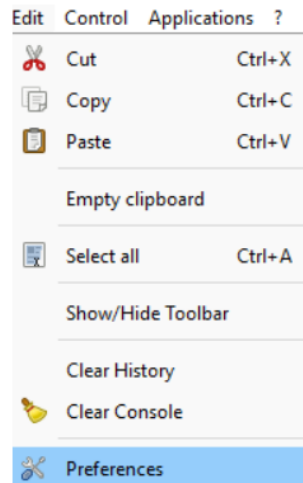 Edit Control Applications ?
Cut Ctrl+X
Copy Ctrl+C
Paste Ctrl+V
Empty clipboard
Select all Ctrl+A
Show/Hide Toolbar
Clear History
Clear Console
Preferences